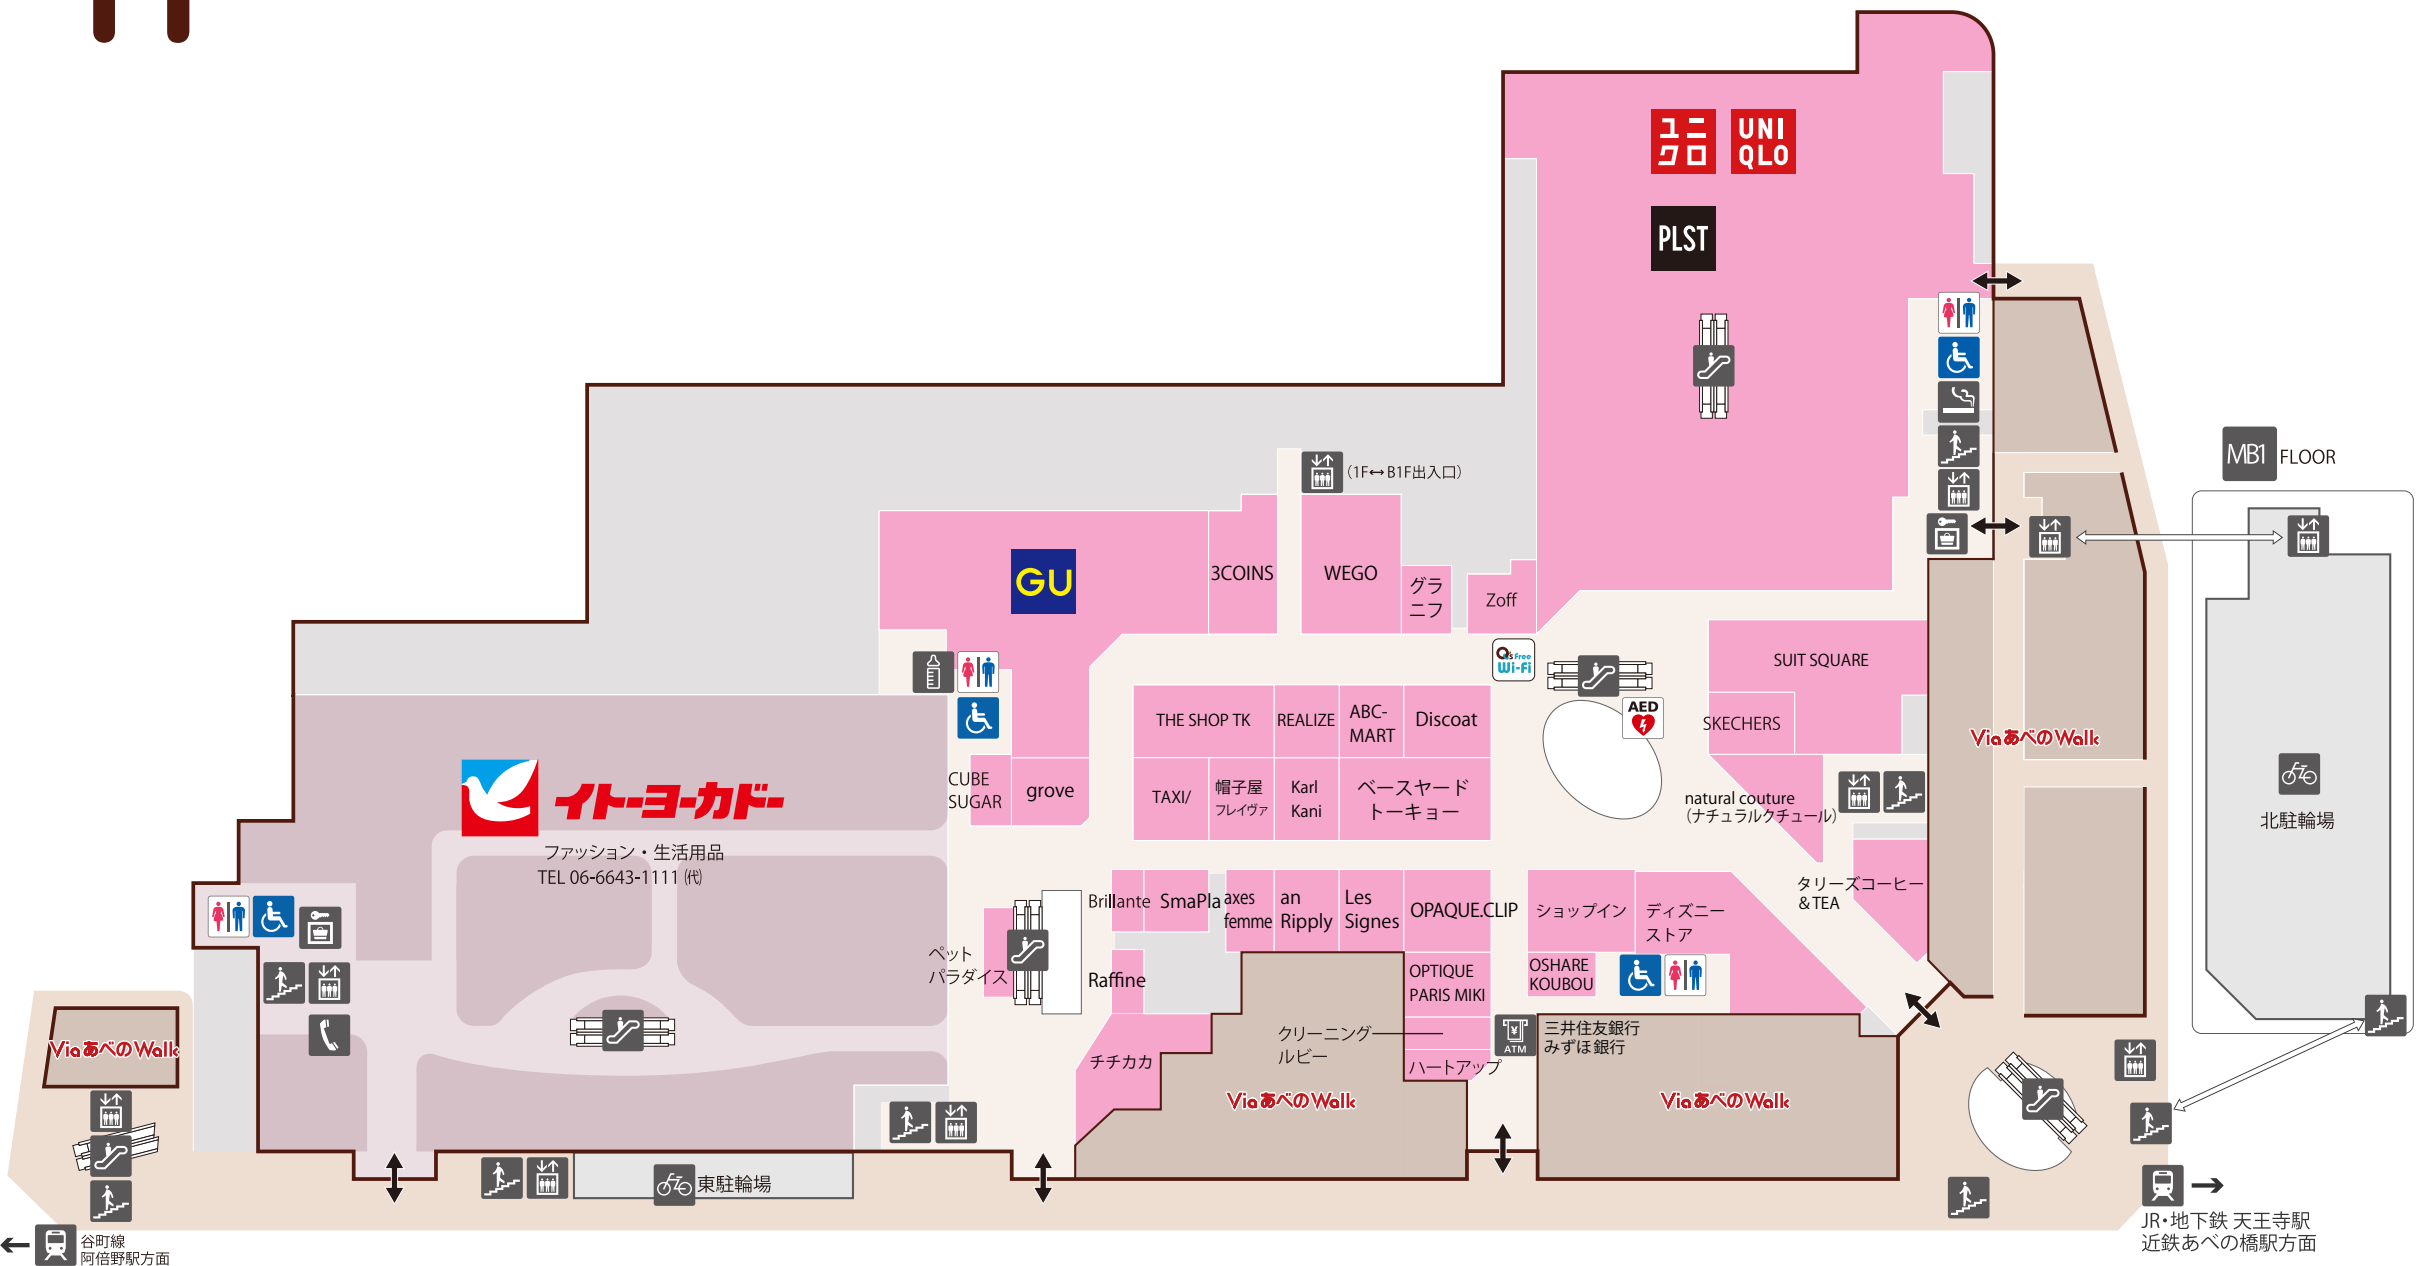 ユニ
クロ
UNI
QLO
PLST
(1F↔B1F出入口)
MB1 FLOOR
GU
3COINS
WEGO
グラ
ニフ
Zoff
Q's Free
Wi-Fi
AED
SUIT SQUARE
SKECHERS
THE SHOP TK
REALIZE
ABC-
MART
Discoat
Viaあべの Walk
CUBE
SUGAR
grove
TAXI/
帽子屋
フレイヴァ
Karl
Kani
ベースヤード
トーキョー
natural couture
(ナチュラルクチュール)
北駐輪場
イトーヨーカドー
ファッション・生活用品
TEL 06-6643-1111 ㈹
Brillante
SmaPla
axes
femme
an
Ripply
Les
Signes
OPAQUE.CLIP
ショップイン
ディズニー
ストア
タリーズコーヒー
&TEA
ペット
パラダイス
Raffine
OPTIQUE
PARIS MIKI
OSHARE
KOUBOU
クリーニング
ルビー
ATM
三井住友銀行
みずほ銀行
チチカカ
ハートアップ
Viaあべの Walk
Viaあべの Walk
Viaあべの Walk
東駐輪場
谷町線
阿倍野駅方面
JR・地下鉄 天王寺駅
近鉄あべの橋駅方面